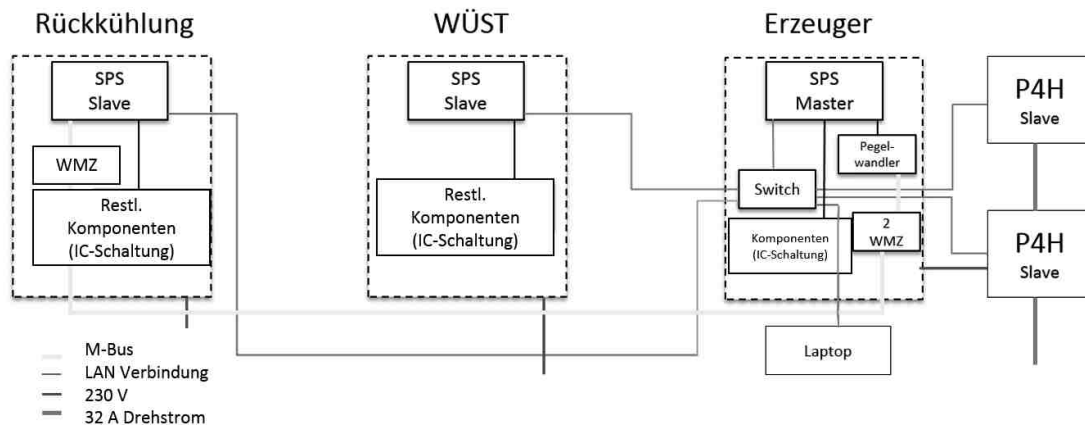 Rückkühlung
SPS
Slave
WMZ
Restl.
Komponenten
(IC-Schaltung)
WÜST
SPS
Slave
Restl.
Komponenten
(IC-Schaltung)
Erzeuger
SPS
Master
Pegel-
wandler
Switch
Komponenten
(IC-Schaltung)
2
WMZ
P4H
Slave
P4H
Slave
Laptop
M-Bus
LAN Verbindung
230 V
32 A Drehstrom